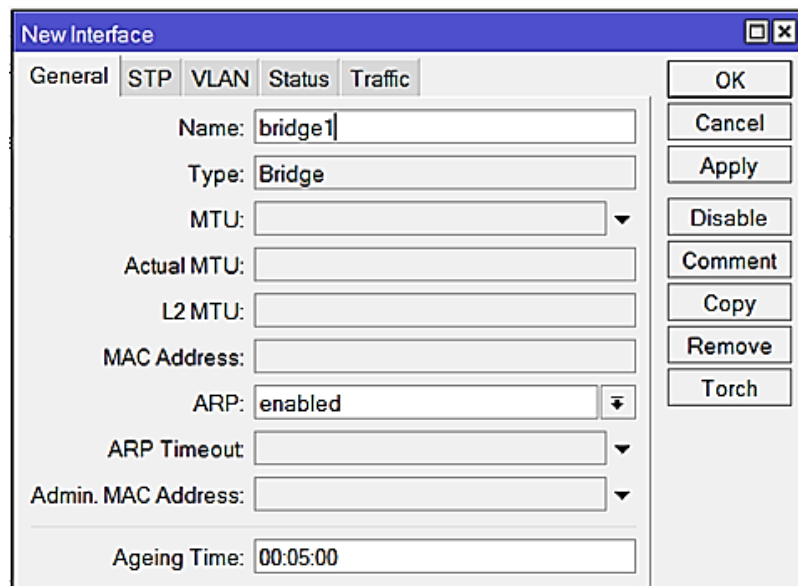 New Interface
General STP VLAN Status Traffic
Name: bridge1
Type: Bridge
MTU:
Actual MTU:
L2 MTU:
MAC Address:
ARP: enabled
ARP Timeout:
Admin. MAC Address:
Ageing Time: 00:05:00
OK
Cancel
Apply
Disable
Comment
Copy
Remove
Torch